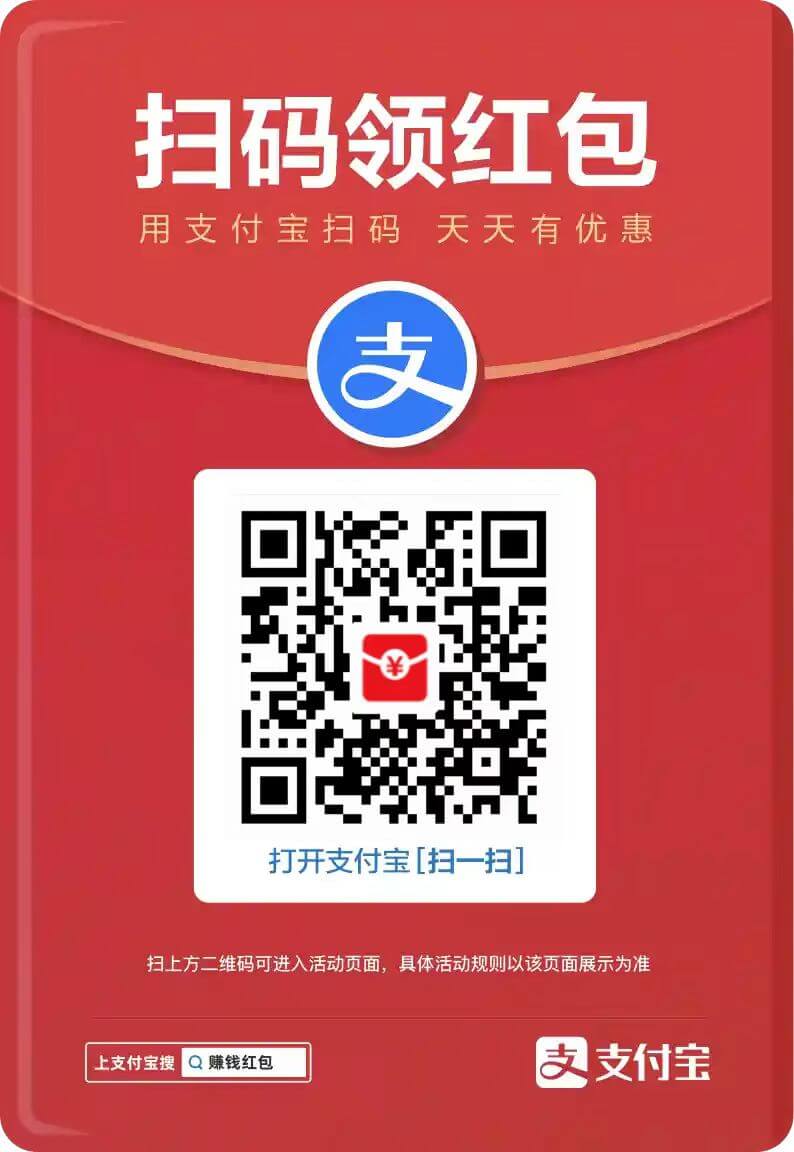 扫码领红包
用支付宝扫码 天天有优惠
支
¥
打开支付宝[扫一扫]
扫上方二维码可进入活动页面，具体活动规则以该页面展示为准
上支付宝搜 赚钱红包
支 支付宝